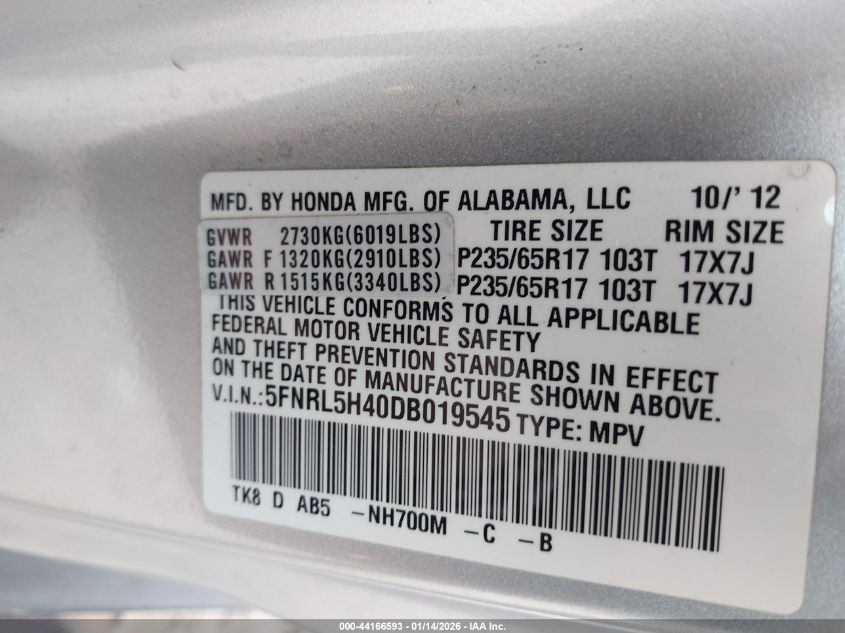 MFD. BY HONDA MFG. OF ALABAMA, LLC 10/' 12
GVWR 2730KG(6019LBS) TIRE SIZE RIM SIZE
GAWR F 1320KG(2910LBS) P235/65R17 103T 17X7J
GAWR R 1515KG(3340LBS) P235/65R17 103T 17X7J
THIS VEHICLE CONFORMS TO ALL APPLICABLE
FEDERAL MOTOR VEHICLE SAFETY
AND THEFT PREVENTION STANDARDS IN EFFECT
ON THE DATE OF MANUFACTURE SHOWN ABOVE.
V.I.N.:5FNRL5H40DB019545 TYPE: MPV
TK8 D AB5 -NH700M -C -B
000-44166593 - 01/14/2026 - IAA Inc.